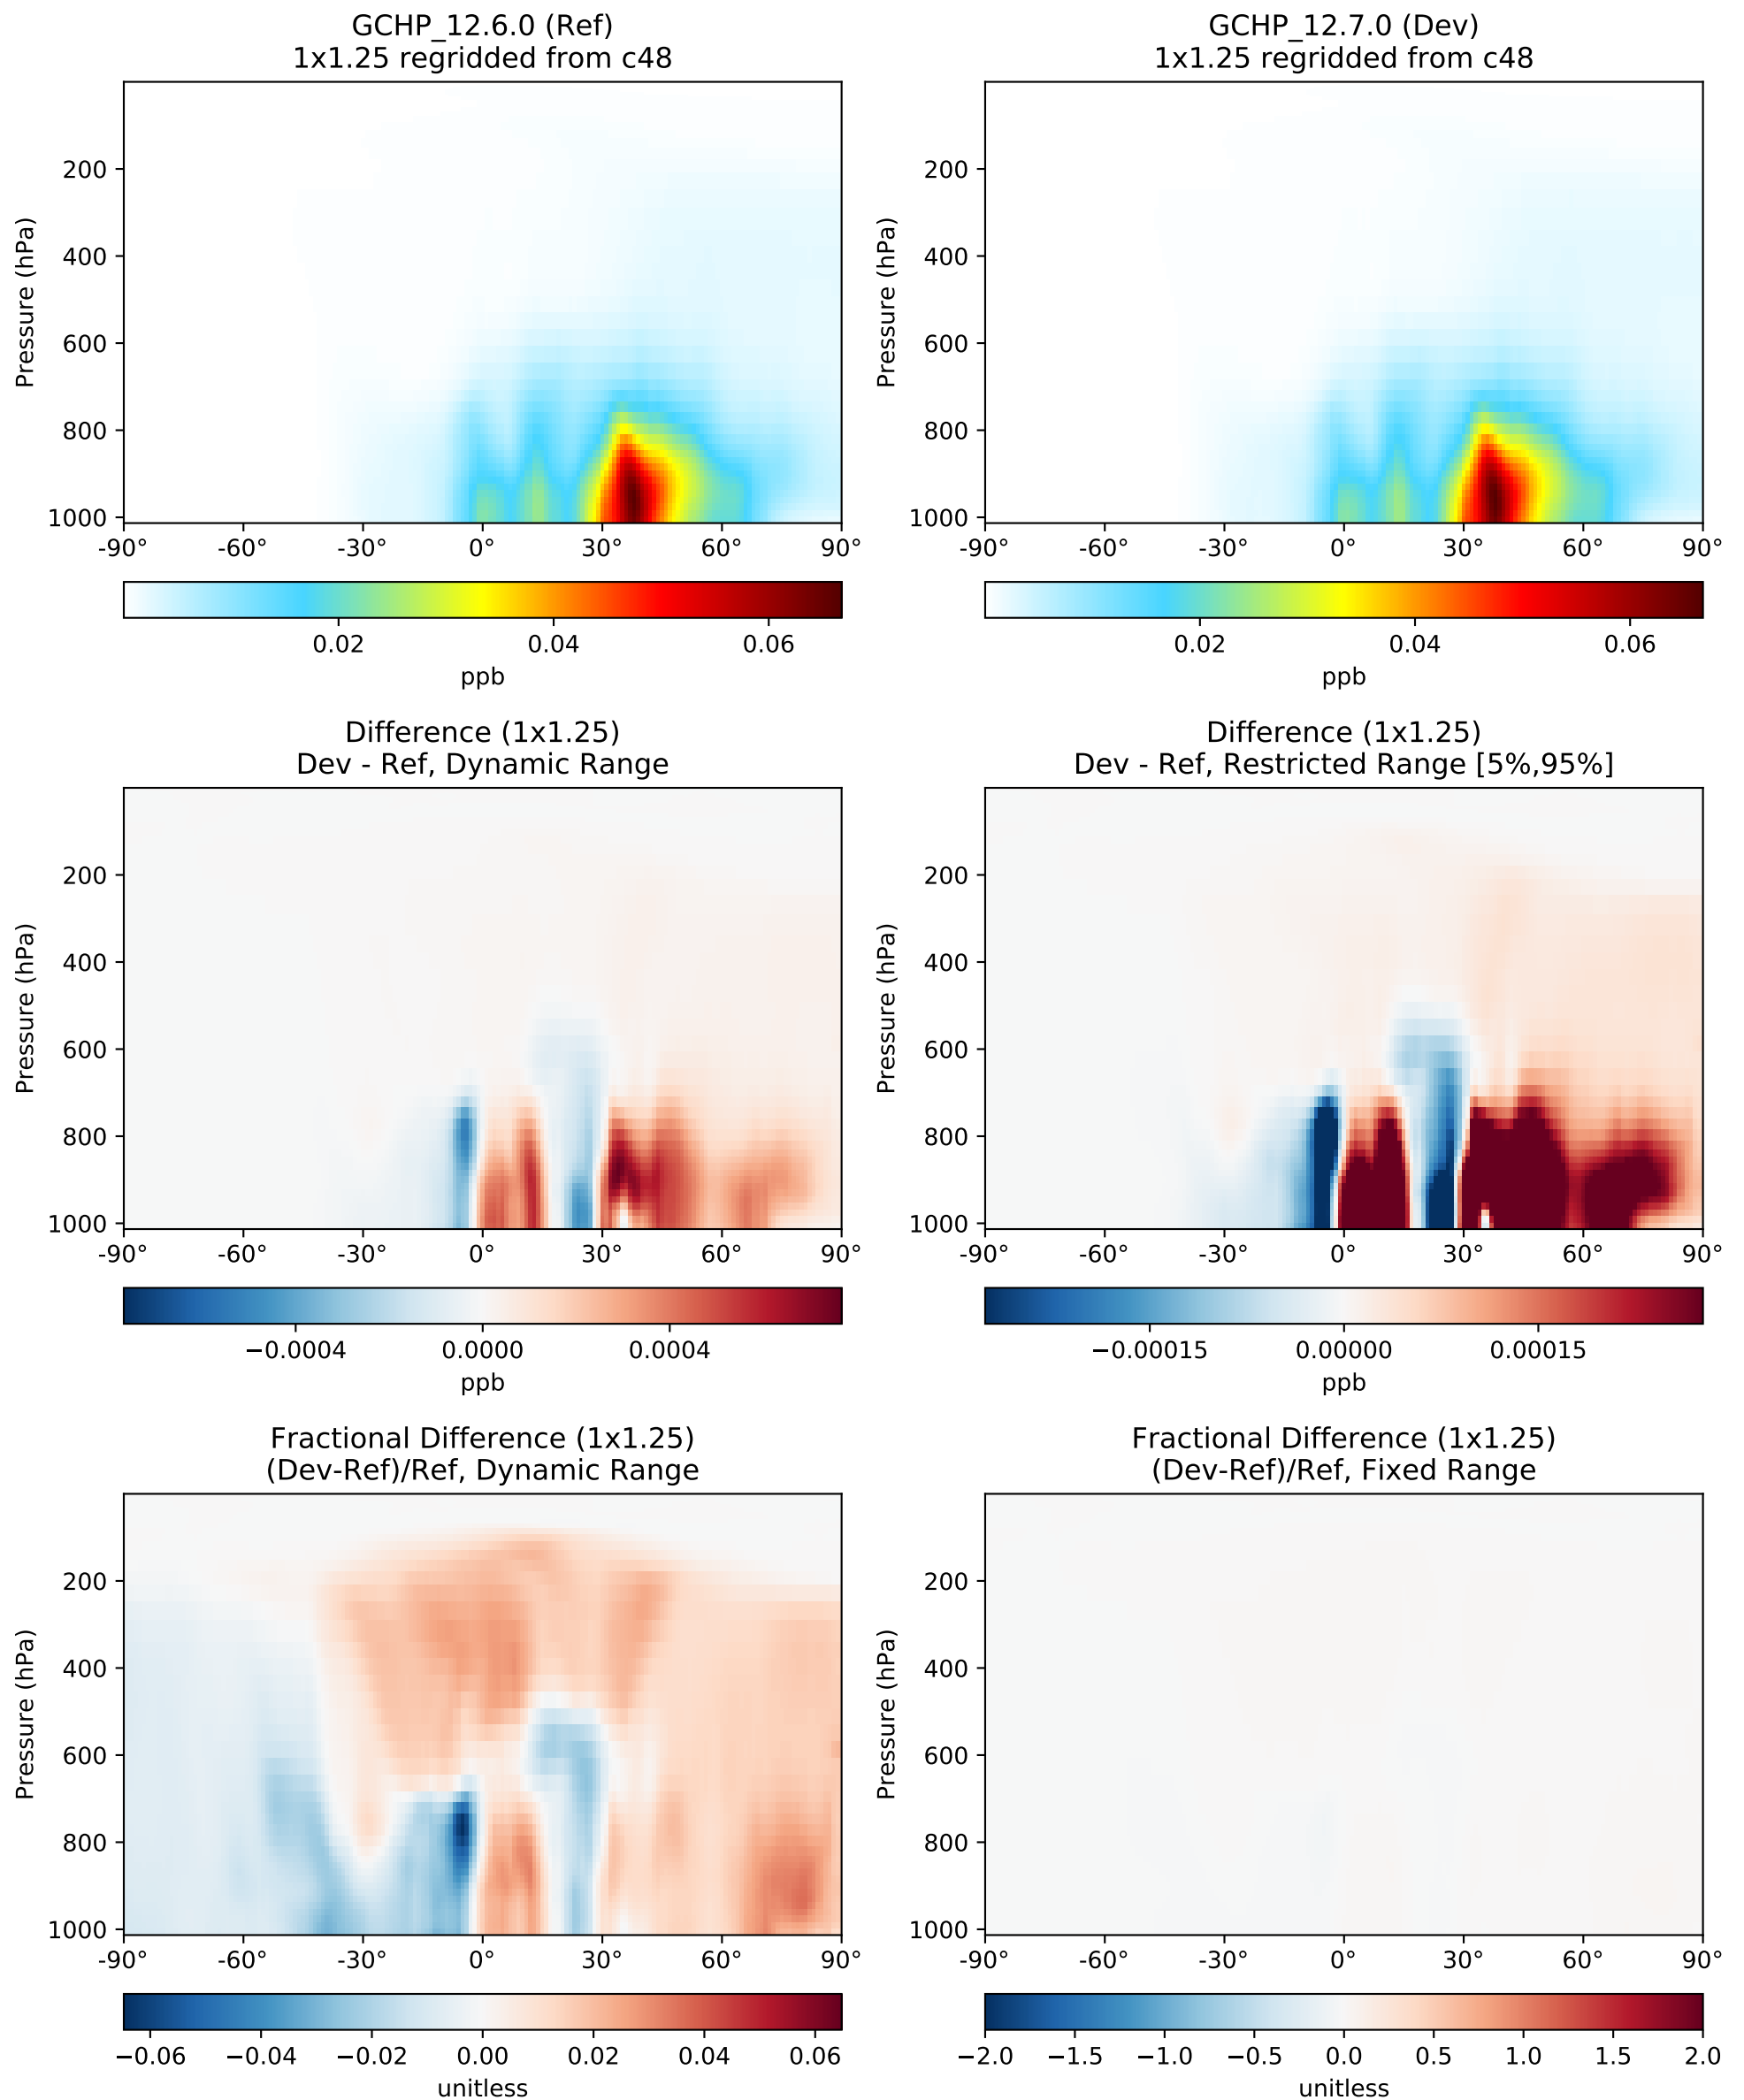 GCHP_12.6.0 (Ref)
1x1.25 regridded from c48
Pressure (hPa)
200
400
600
800
1000
-90° -60° -30° 0° 30° 60° 90°
0.02 0.04 0.06
ppb
GCHP_12.7.0 (Dev)
1x1.25 regridded from c48
Pressure (hPa)
200
400
600
800
1000
-90° -60° -30° 0° 30° 60° 90°
0.02 0.04 0.06
ppb
Difference (1x1.25)
Dev - Ref, Dynamic Range
Pressure (hPa)
200
400
600
800
1000
-90° -60° -30° 0° 30° 60° 90°
−0.0004 0.0000 0.0004
ppb
Difference (1x1.25)
Dev - Ref, Restricted Range [5%,95%]
Pressure (hPa)
200
400
600
800
1000
-90° -60° -30° 0° 30° 60° 90°
−0.00015 0.00000 0.00015
ppb
Fractional Difference (1x1.25)
(Dev-Ref)/Ref, Dynamic Range
Pressure (hPa)
200
400
600
800
1000
-90° -60° -30° 0° 30° 60° 90°
−0.06 −0.04 −0.02 0.00 0.02 0.04 0.06
unitless
Fractional Difference (1x1.25)
(Dev-Ref)/Ref, Fixed Range
Pressure (hPa)
200
400
600
800
1000
-90° -60° -30° 0° 30° 60° 90°
−2.0 −1.5 −1.0 −0.5 0.0 0.5 1.0 1.5 2.0
unitless